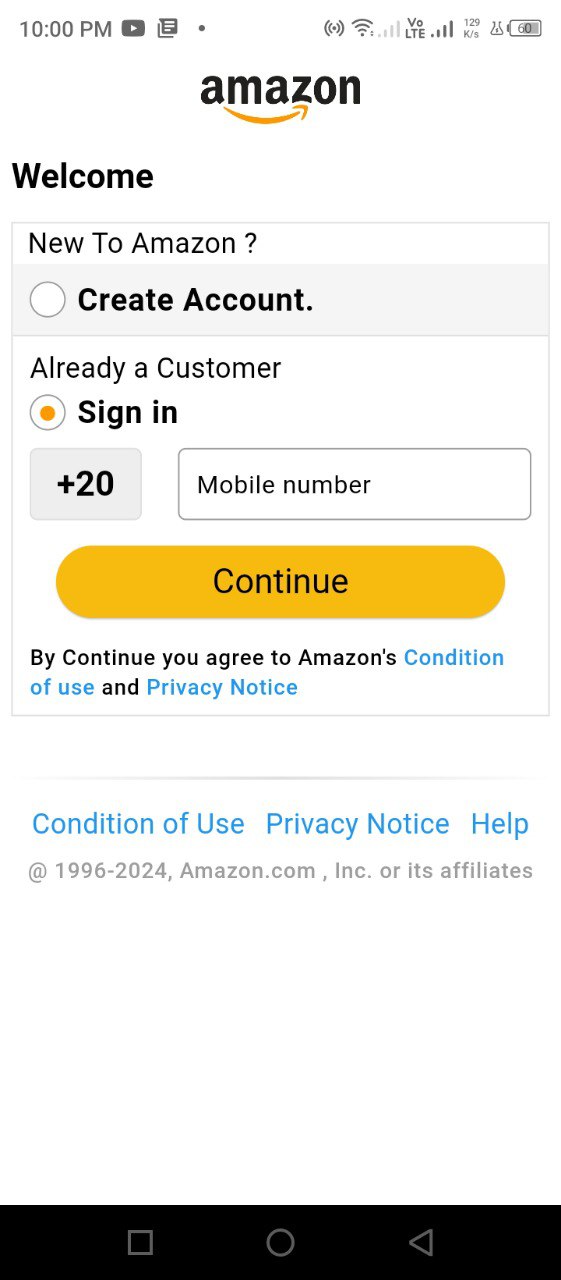 10:00 PM
Vo
LTE
129
K/s
60
amazon
Welcome
New To Amazon ?
Create Account.
Already a Customer
Sign in
+20 Mobile number
Continue
By Continue you agree to Amazon's Condition
of use and Privacy Notice
Condition of Use Privacy Notice Help
@ 1996-2024, Amazon.com , Inc. or its affiliates